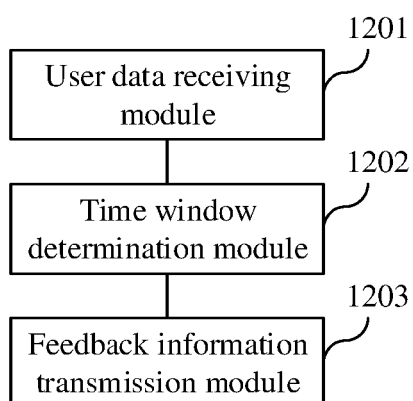 1201
User data receiving
module
1202
Time window
determination module
1203
Feedback information
transmission module